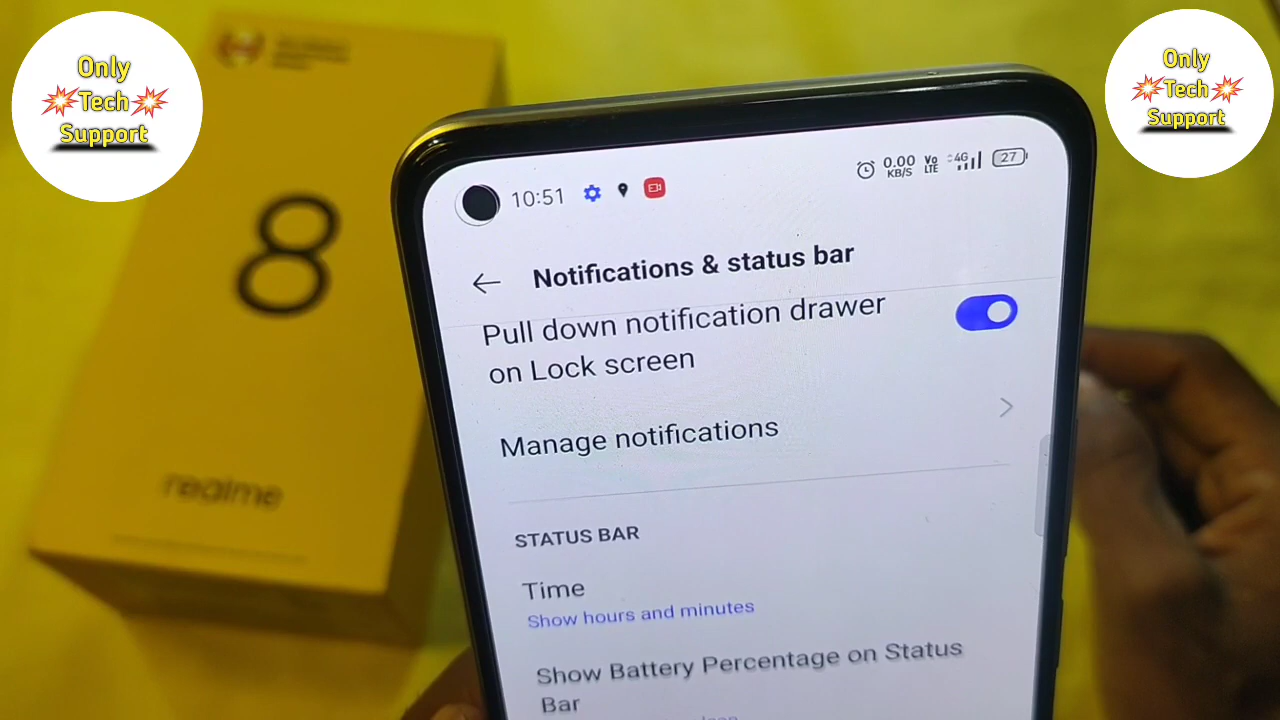 Only
Tech
Support
Only
Tech
Support
8
realme
10:51
0.00
KB/S
Vo
LTE
4G
27
Notifications & status bar
Pull down notification drawer
on Lock screen
Manage notifications
STATUS BAR
Time
Show hours and minutes
Show Battery Percentage on Status
Bar